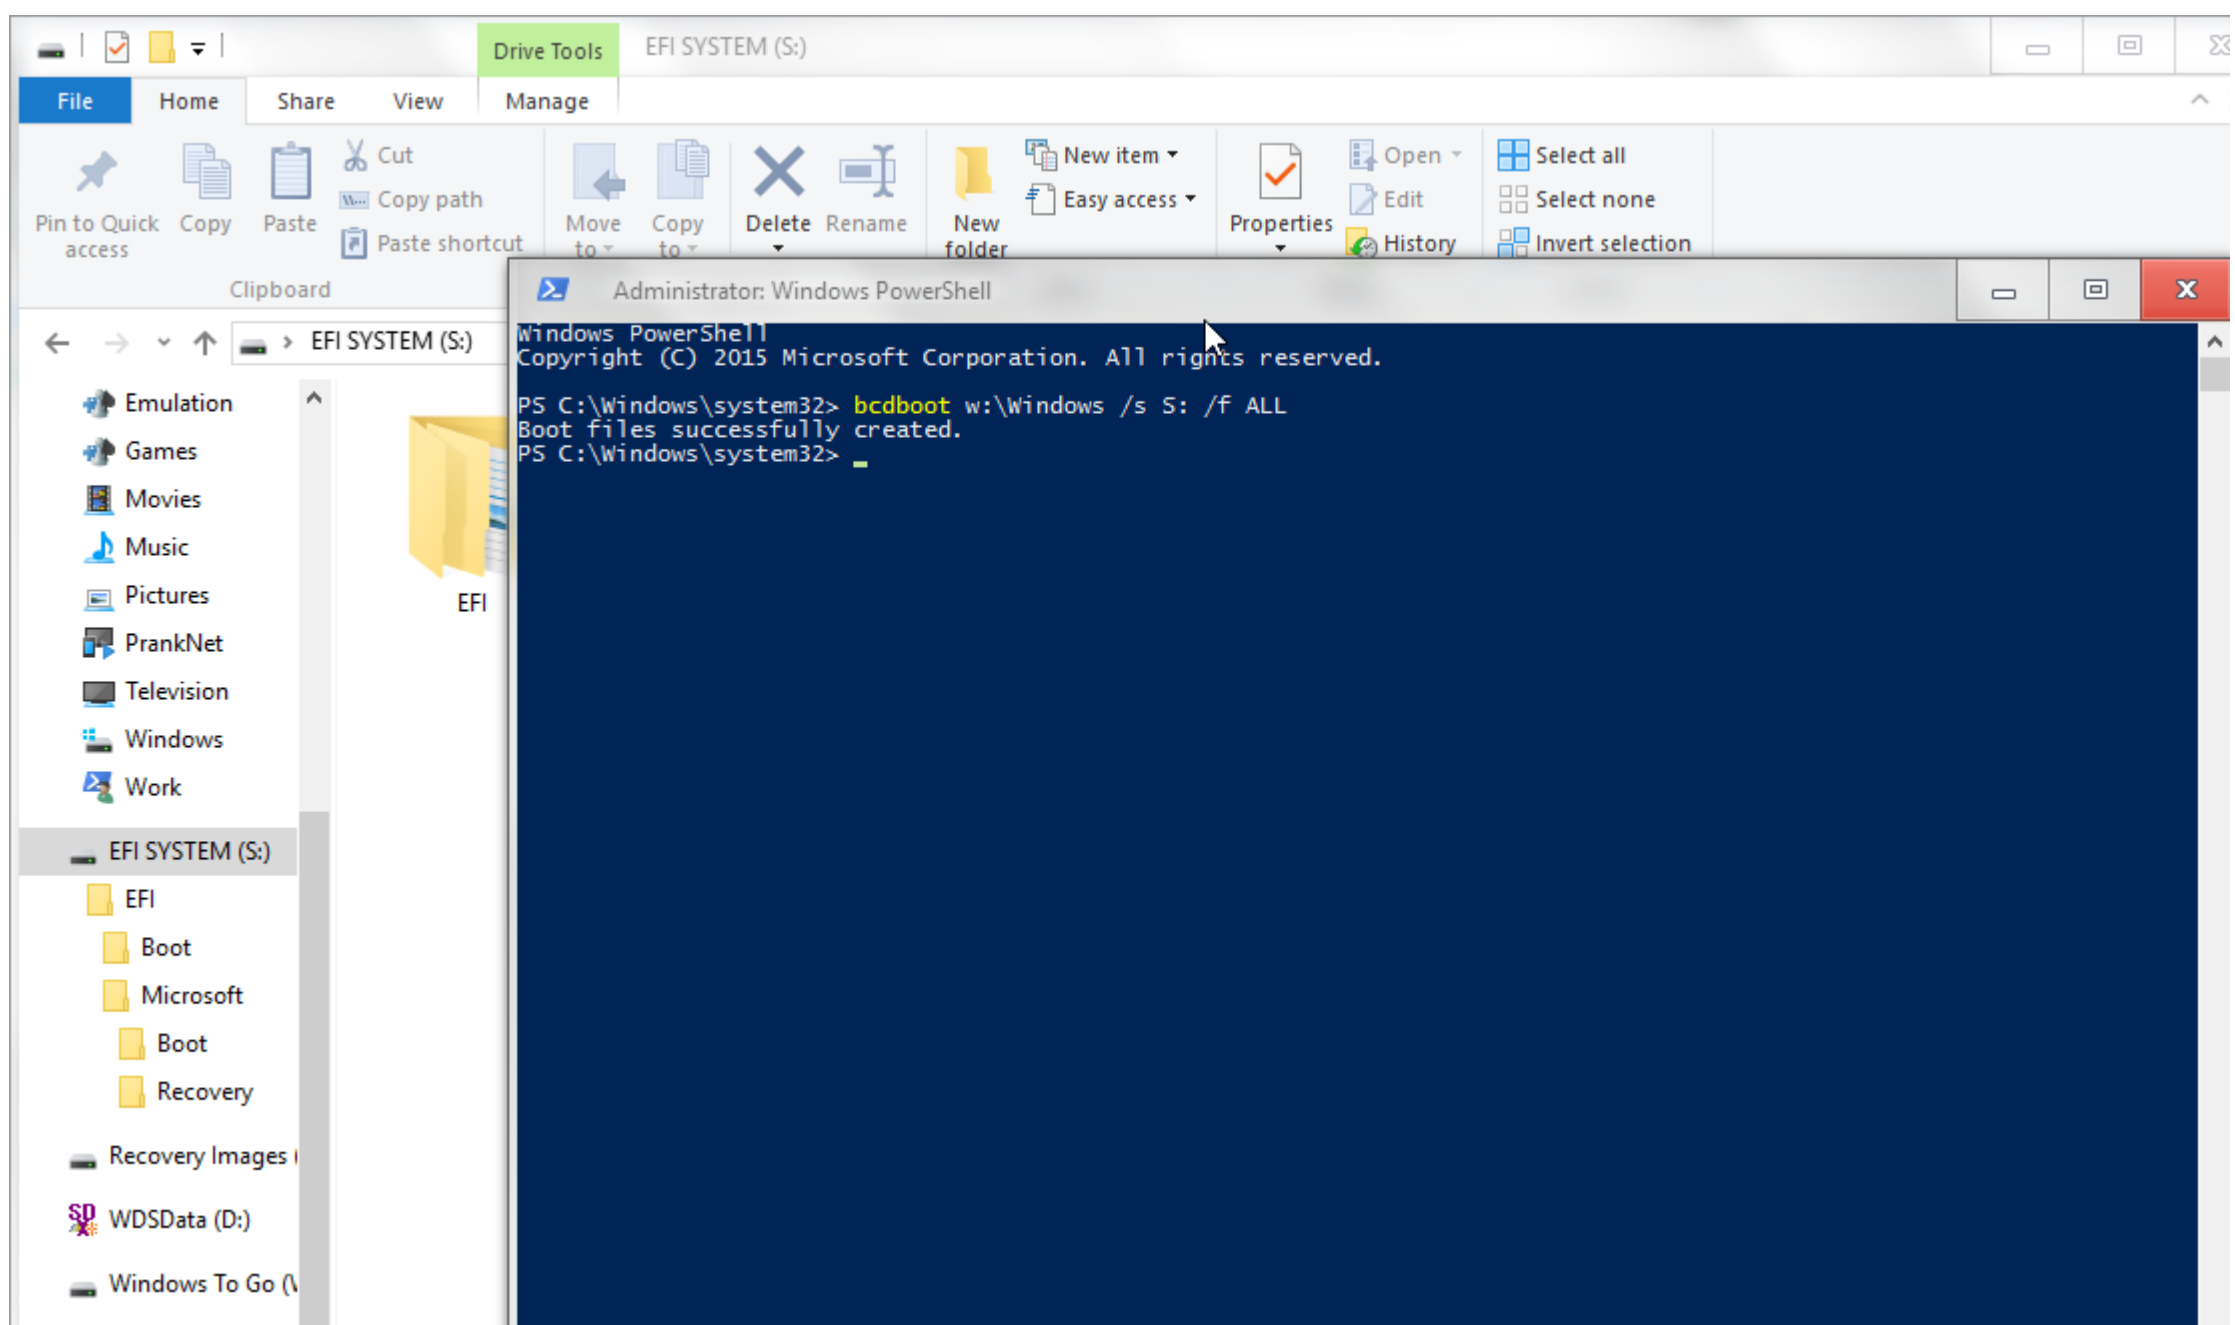 Drive Tools
EFI SYSTEM (S:)
File
Home
Share
View
Manage
Pin to Quick
access
Copy
Paste
Cut
Copy path
Paste shortcut
Move
to
Copy
to
Delete
Rename
New
folder
New item
Easy access
Properties
Open
Edit
History
Select all
Select none
Invert selection
Clipboard
EFI SYSTEM (S:)
Emulation
Games
Movies
Music
Pictures
PrankNet
Television
Windows
Work
EFI SYSTEM (S:)
EFI
Boot
Microsoft
Boot
Recovery
Recovery Images (
WDSData (D:)
Windows To Go (
EFI
Administrator: Windows PowerShell
Windows PowerShell
Copyright (C) 2015 Microsoft Corporation. All rights reserved.
PS C:\Windows\system32> bcdboot w:\Windows /s S: /f ALL
Boot files successfully created.
PS C:\Windows\system32> _